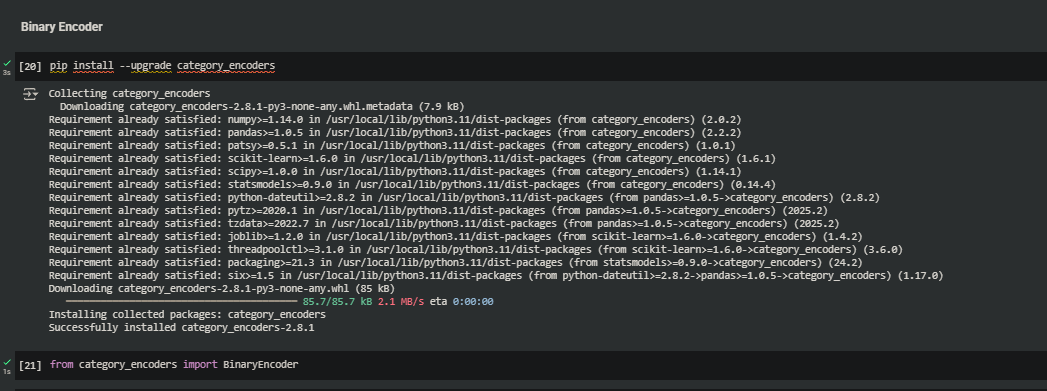 Binary Encoder
3s
[20] pip install --upgrade category_encoders
Collecting category_encoders
Downloading category_encoders-2.8.1-py3-none-any.whl.metadata (7.9 kB)
Requirement already satisfied: numpy>=1.14.0 in /usr/local/lib/python3.11/dist-packages (from category_encoders) (2.0.2)
Requirement already satisfied: pandas>=1.0.5 in /usr/local/lib/python3.11/dist-packages (from category_encoders) (2.2.2)
Requirement already satisfied: patsy>=0.5.1 in /usr/local/lib/python3.11/dist-packages (from category_encoders) (1.0.1)
Requirement already satisfied: scikit-learn>=1.6.0 in /usr/local/lib/python3.11/dist-packages (from category_encoders) (1.6.1)
Requirement already satisfied: scipy>=1.0.0 in /usr/local/lib/python3.11/dist-packages (from category_encoders) (1.14.1)
Requirement already satisfied: statsmodels>=0.9.0 in /usr/local/lib/python3.11/dist-packages (from category_encoders) (0.14.4)
Requirement already satisfied: python-dateutil>=2.8.2 in /usr/local/lib/python3.11/dist-packages (from pandas>=1.0.5->category_encoders) (2.8.2)
Requirement already satisfied: pytz>=2020.1 in /usr/local/lib/python3.11/dist-packages (from pandas>=1.0.5->category_encoders) (2025.2)
Requirement already satisfied: tzdata>=2022.7 in /usr/local/lib/python3.11/dist-packages (from pandas>=1.0.5->category_encoders) (2025.2)
Requirement already satisfied: joblib>=1.2.0 in /usr/local/lib/python3.11/dist-packages (from scikit-learn>=1.6.0->category_encoders) (1.4.2)
Requirement already satisfied: threadpoolctl>=3.1.0 in /usr/local/lib/python3.11/dist-packages (from scikit-learn>=1.6.0->category_encoders) (3.6.0)
Requirement already satisfied: packaging>=21.3 in /usr/local/lib/python3.11/dist-packages (from statsmodels>=0.9.0->category_encoders) (24.2)
Requirement already satisfied: six>=1.5 in /usr/local/lib/python3.11/dist-packages (from python-dateutil>=2.8.2->pandas>=1.0.5->category_encoders) (1.17.0)
Downloading category_encoders-2.8.1-py3-none-any.whl (85 kB)
85.7/85.7 kB 2.1 MB/s eta 0:00:00
Installing collected packages: category_encoders
Successfully installed category_encoders-2.8.1
1s
[21] from category_encoders import BinaryEncoder